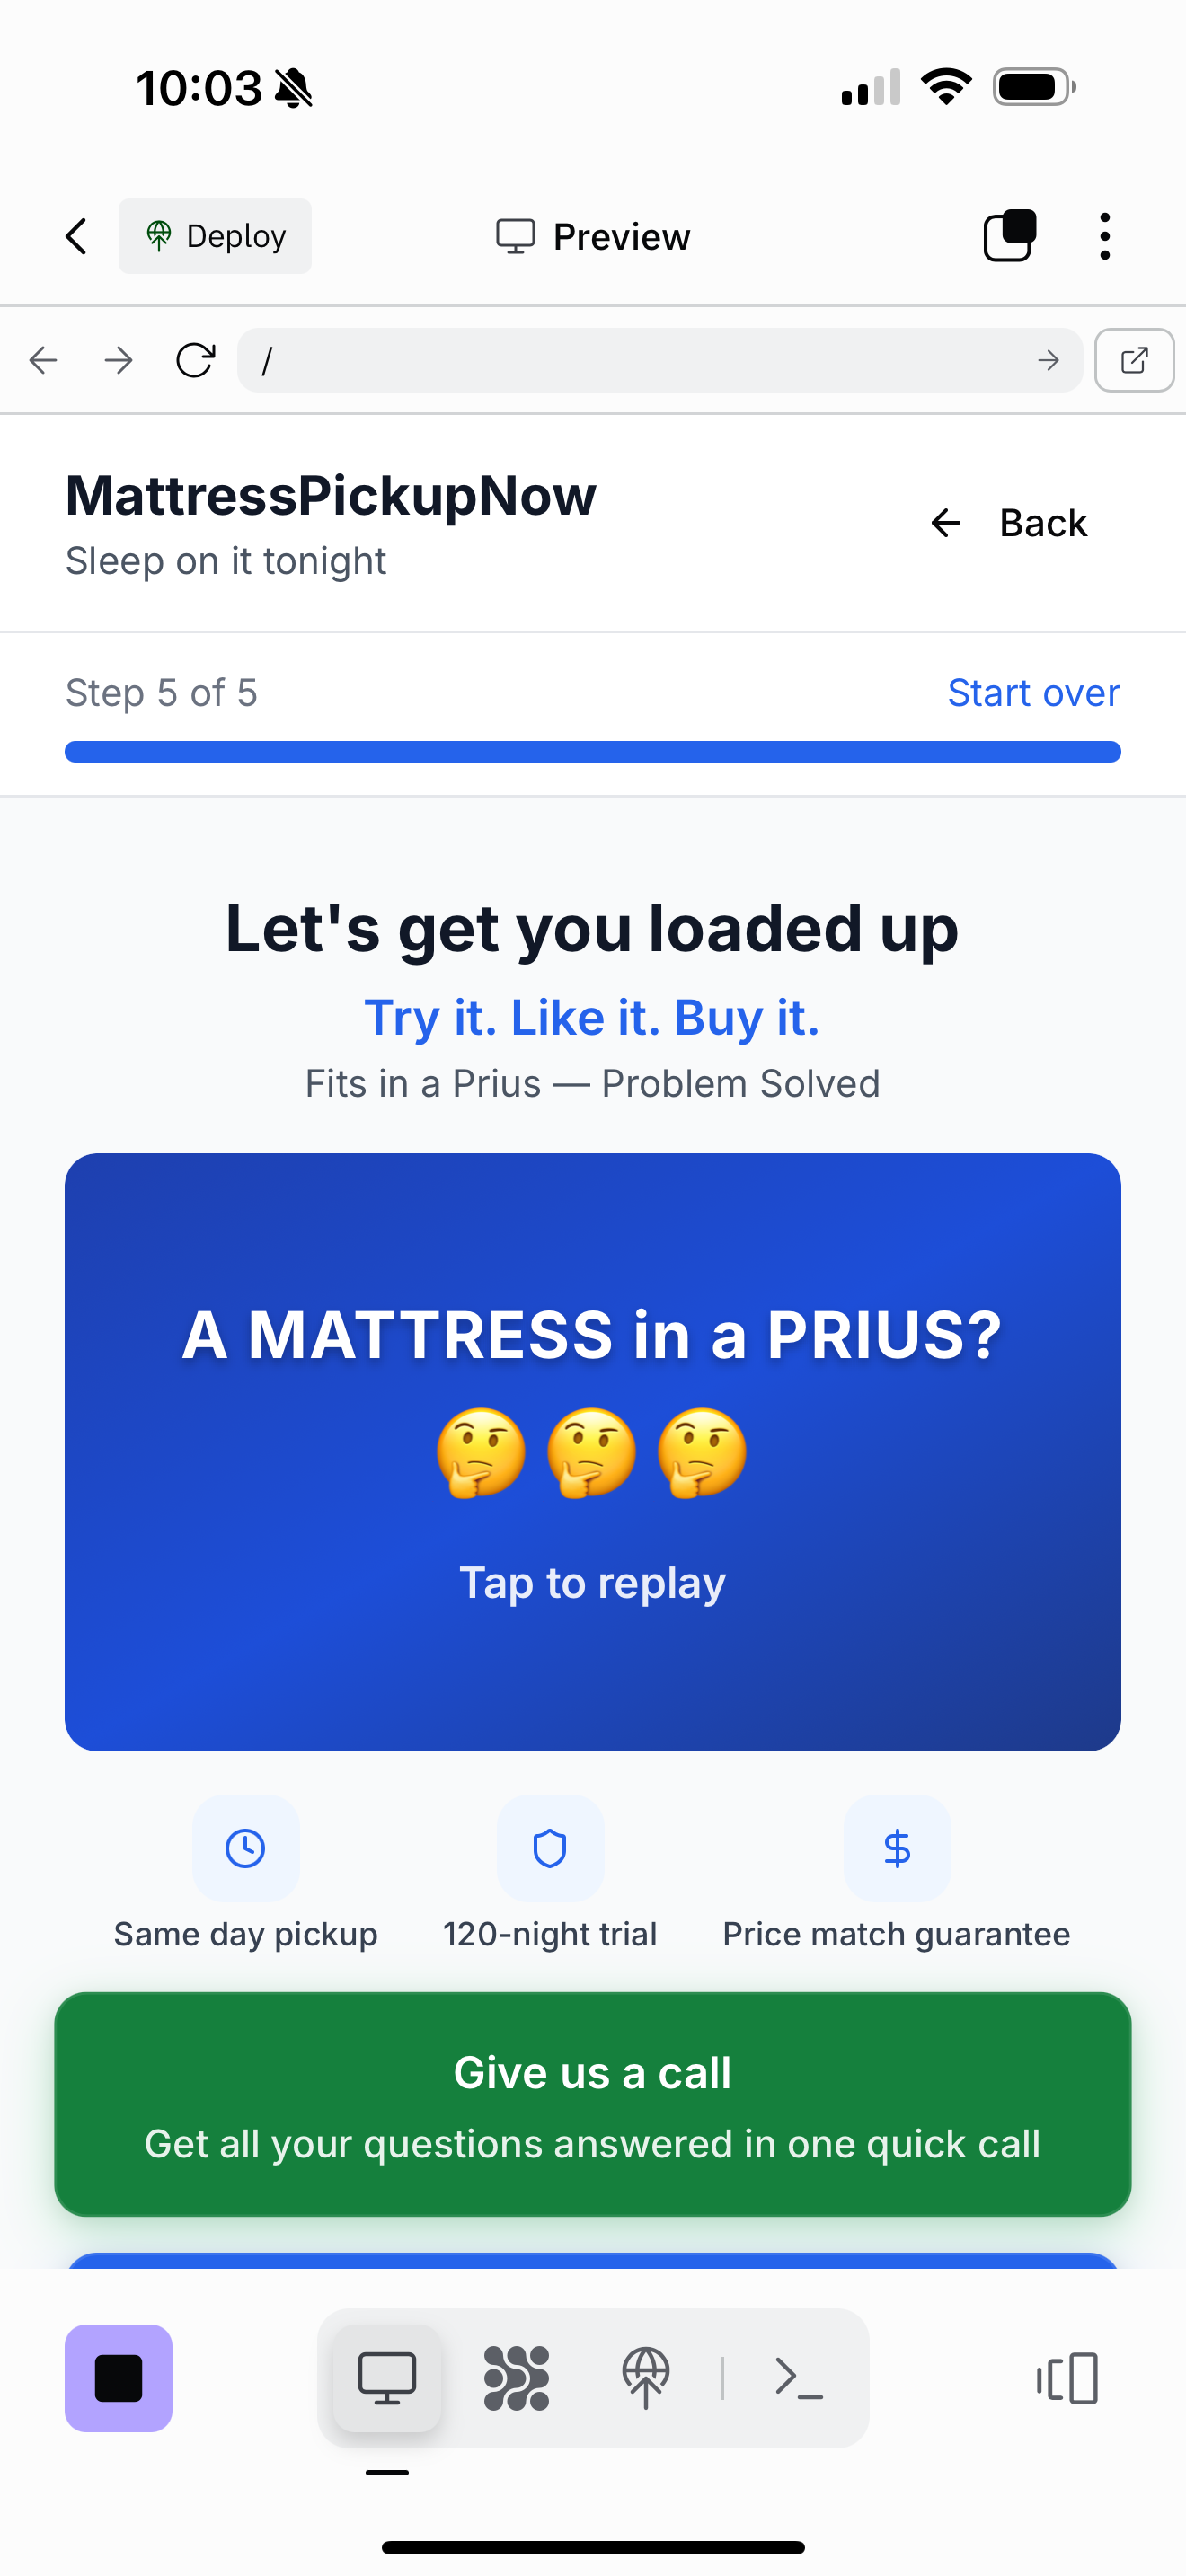 10:03
Deploy
Preview
/
MattressPickupNow
Sleep on it tonight
Back
Step 5 of 5
Start over
Let's get you loaded up
Try it. Like it. Buy it.
Fits in a Prius — Problem Solved
A MATTRESS in a PRIUS?
🤔🤔🤔
Tap to replay
Same day pickup
120-night trial
Price match guarantee
Give us a call
Get all your questions answered in one quick call